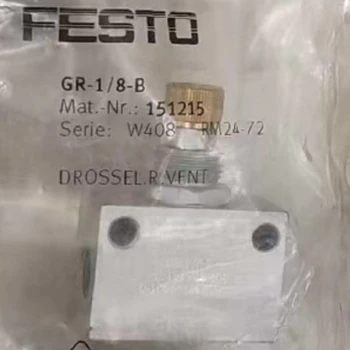 FESTO
GR-1/8-B
Mat.-Nr.: 151215
Serie: W408 RM24-72
DROSSEL.R.VENT